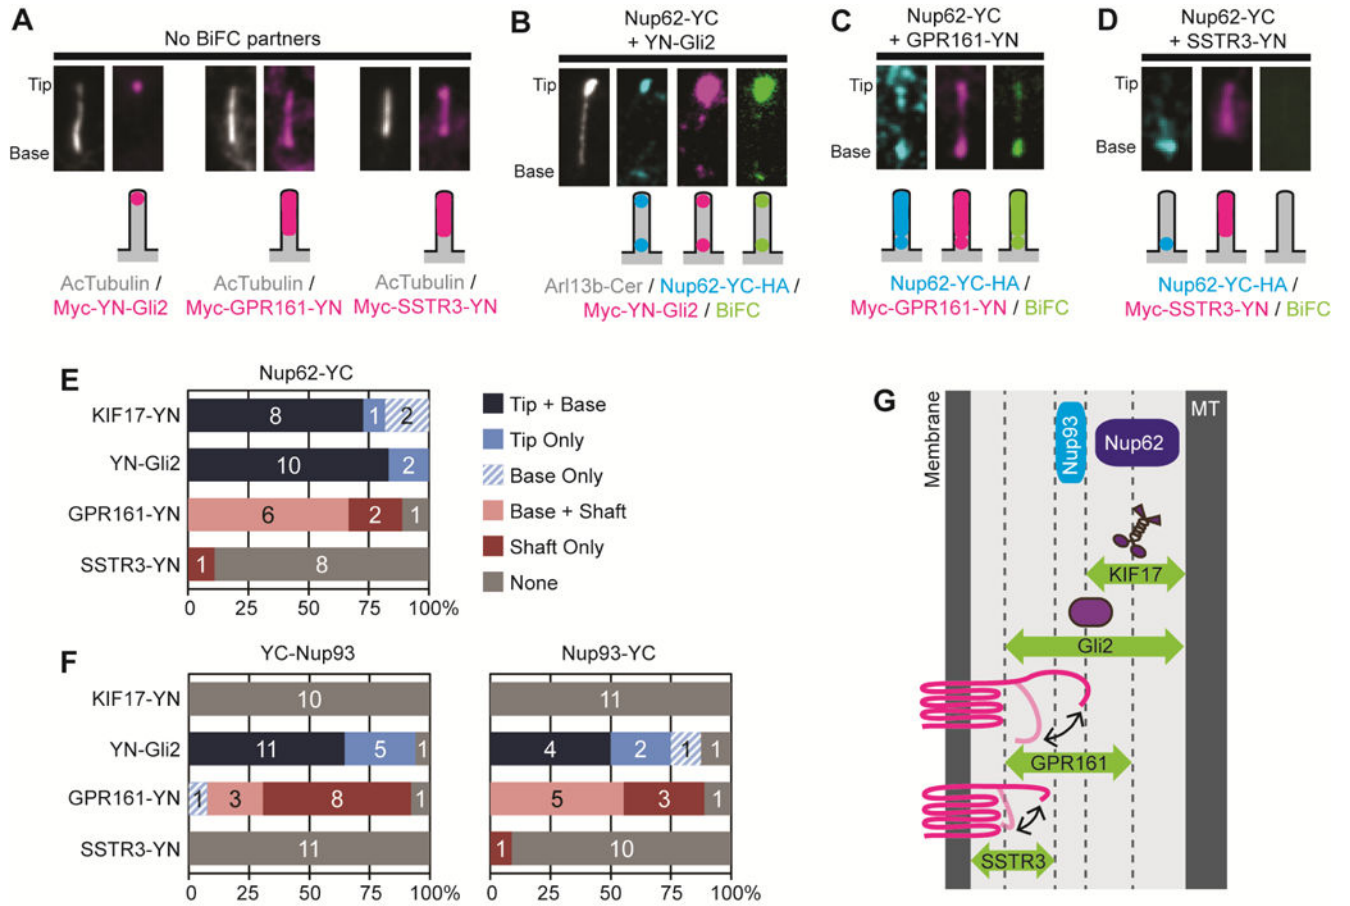 A
No BiFC partners
Tip
Base
AcTubulin /
Myc-YN-Gli2
AcTubulin /
Myc-GPR161-YN
AcTubulin /
Myc-SSTR3-YN
B
Nup62-YC
+ YN-Gli2
Tip
Base
Arl13b-Cer / Nup62-YC-HA /
Myc-YN-Gli2 / BiFC
C
Nup62-YC
+ GPR161-YN
Tip
Base
Nup62-YC-HA /
Myc-GPR161-YN / BiFC
D
Nup62-YC
+ SSTR3-YN
Tip
Base
Nup62-YC-HA /
Myc-SSTR3-YN / BiFC
E
Nup62-YC
KIF17-YN 8 1 2
YN-Gli2 10 2
GPR161-YN 6 2 1
SSTR3-YN 1 8
0 25 50 75 100%
Tip + Base
Tip Only
Base Only
Base + Shaft
Shaft Only
None
F
YC-Nup93
KIF17-YN 10
YN-Gli2 11 5 1
GPR161-YN 1 3 8 1
SSTR3-YN 11
0 25 50 75 100%
Nup93-YC
11
4 2 1 1
5 3 1
1 10
0 25 50 75 100%
G
Membrane
MT
Nup93
Nup62
KIF17
Gli2
GPR161
SSTR3